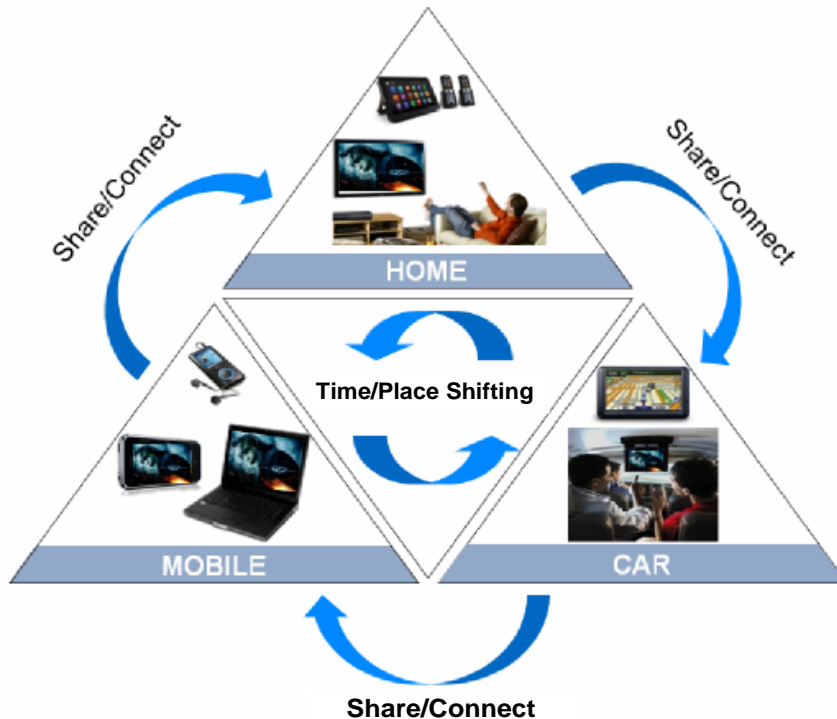 Share/Connect
Share/Connect
HOME
Time/Place Shifting
MOBILE
CAR
Share/Connect